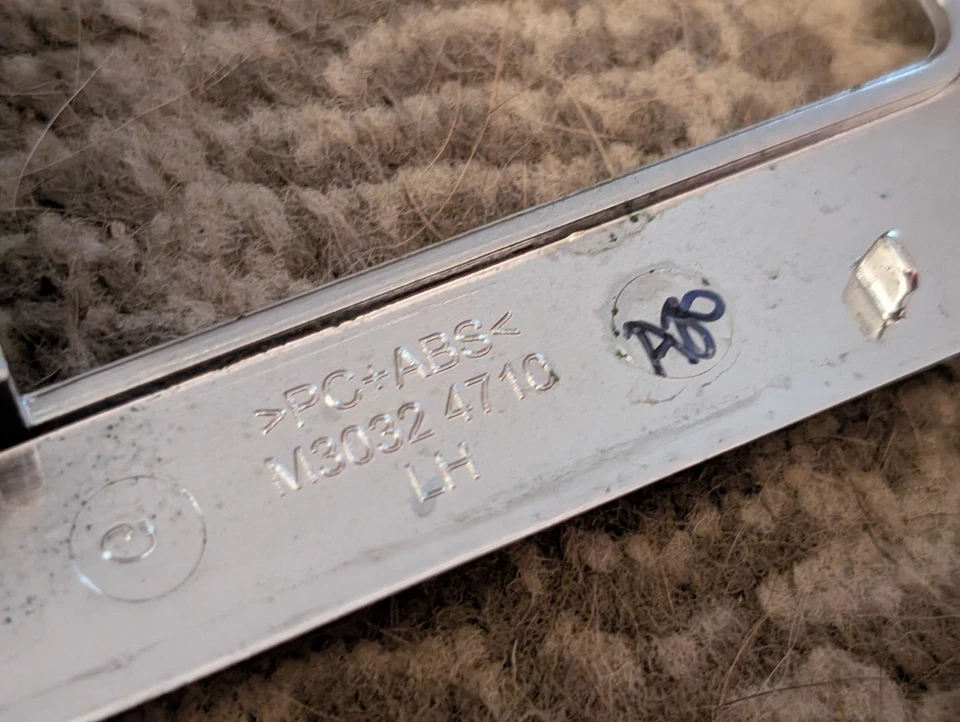 >PC+ABS<
M3032 4710
LH